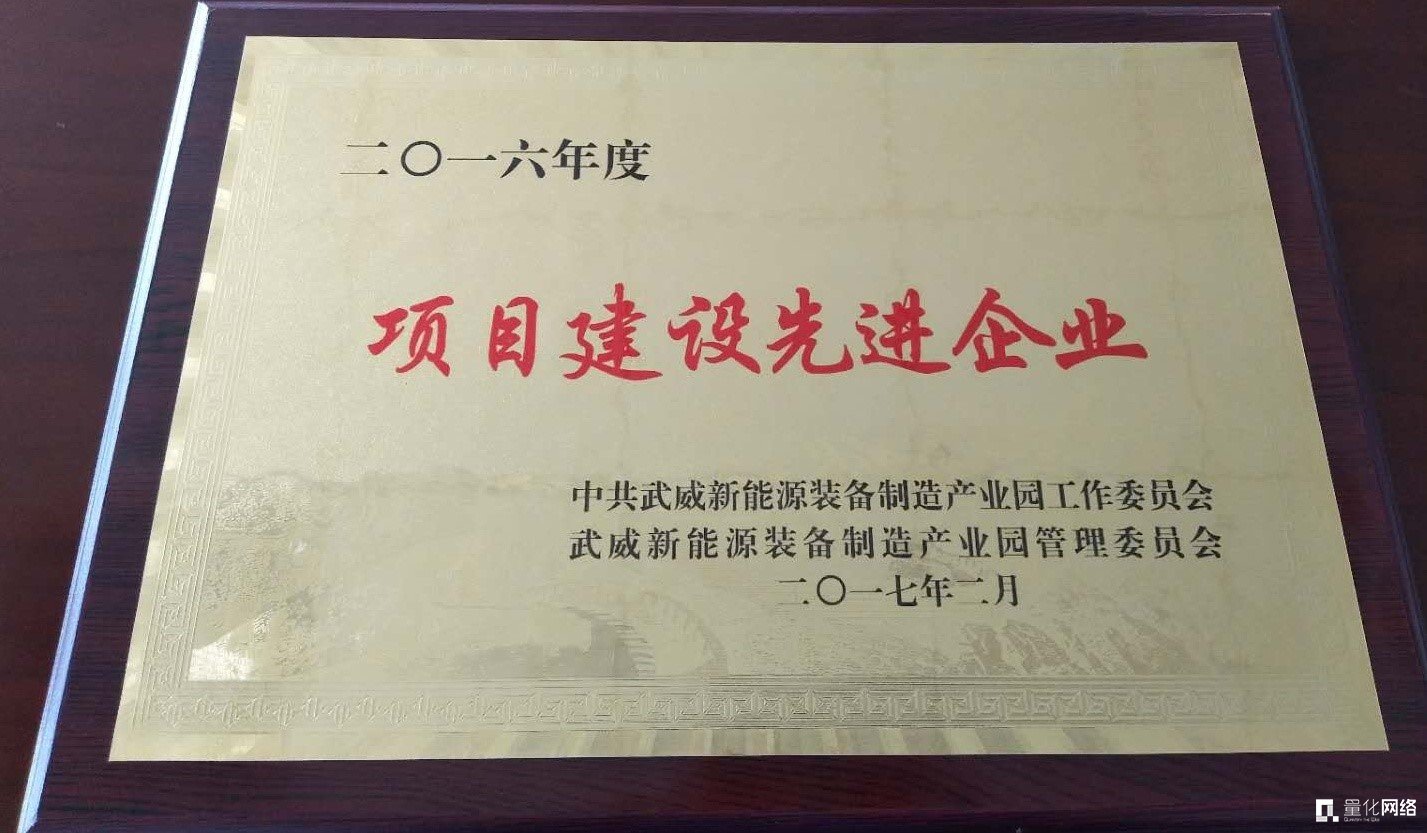 二〇一六年度
项目建设先进企业
中共武威新能源装备制造产业园工作委员会
武威新能源装备制造产业园管理委员会
二〇一七年二月
量化网络